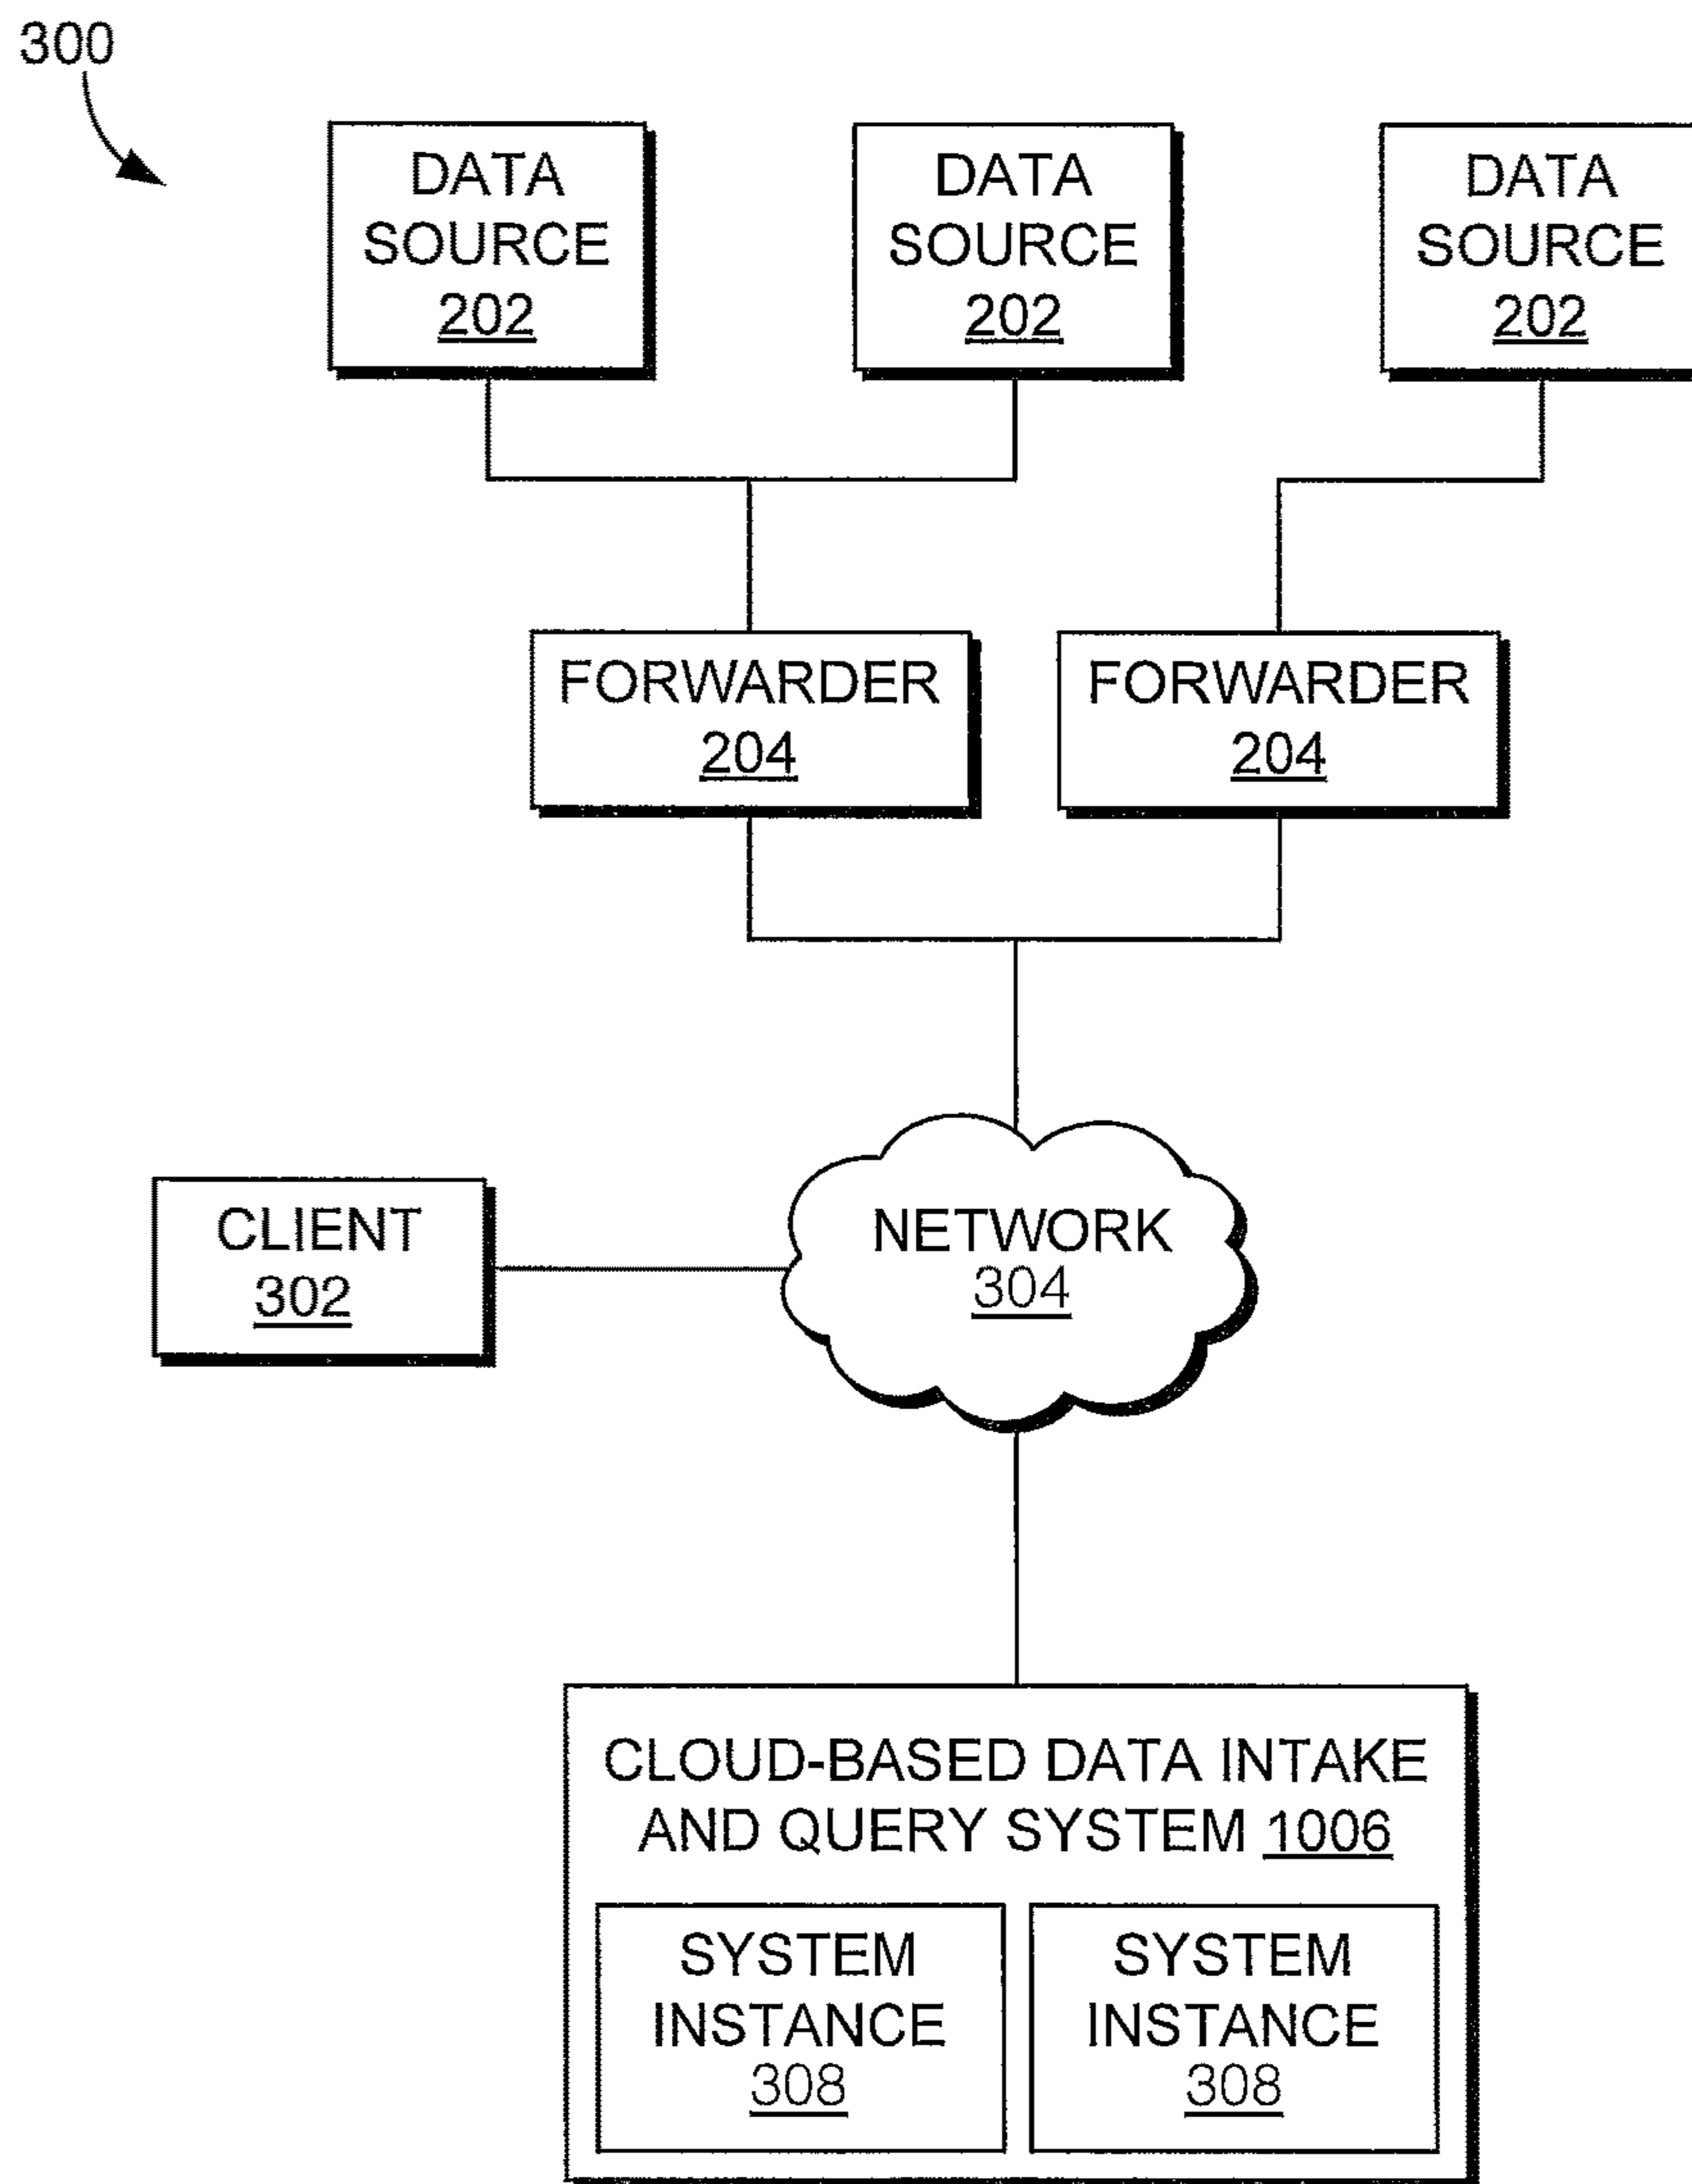 300
DATA
SOURCE
202
DATA
SOURCE
202
DATA
SOURCE
202
FORWARDER
204
FORWARDER
204
CLIENT
302
NETWORK
304
CLOUD-BASED DATA INTAKE
AND QUERY SYSTEM 1006
SYSTEM
INSTANCE
308
SYSTEM
INSTANCE
308